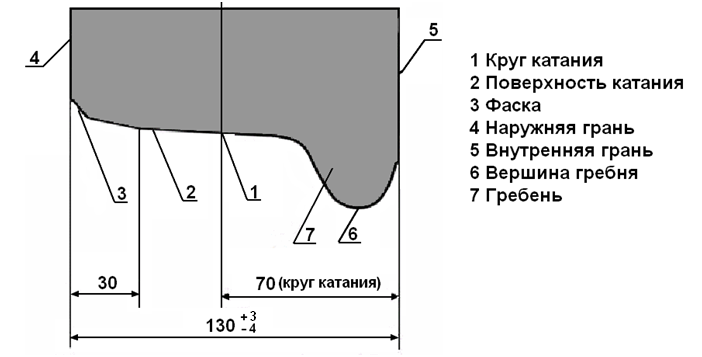 4
5
1 Круг катания
2 Поверхность катания
3 Фаска
4 Наружняя грань
5 Внутренняя грань
6 Вершина гребня
7 Гребень
3
2
1
7
6
30
70 (круг катания)
130 +3 -4